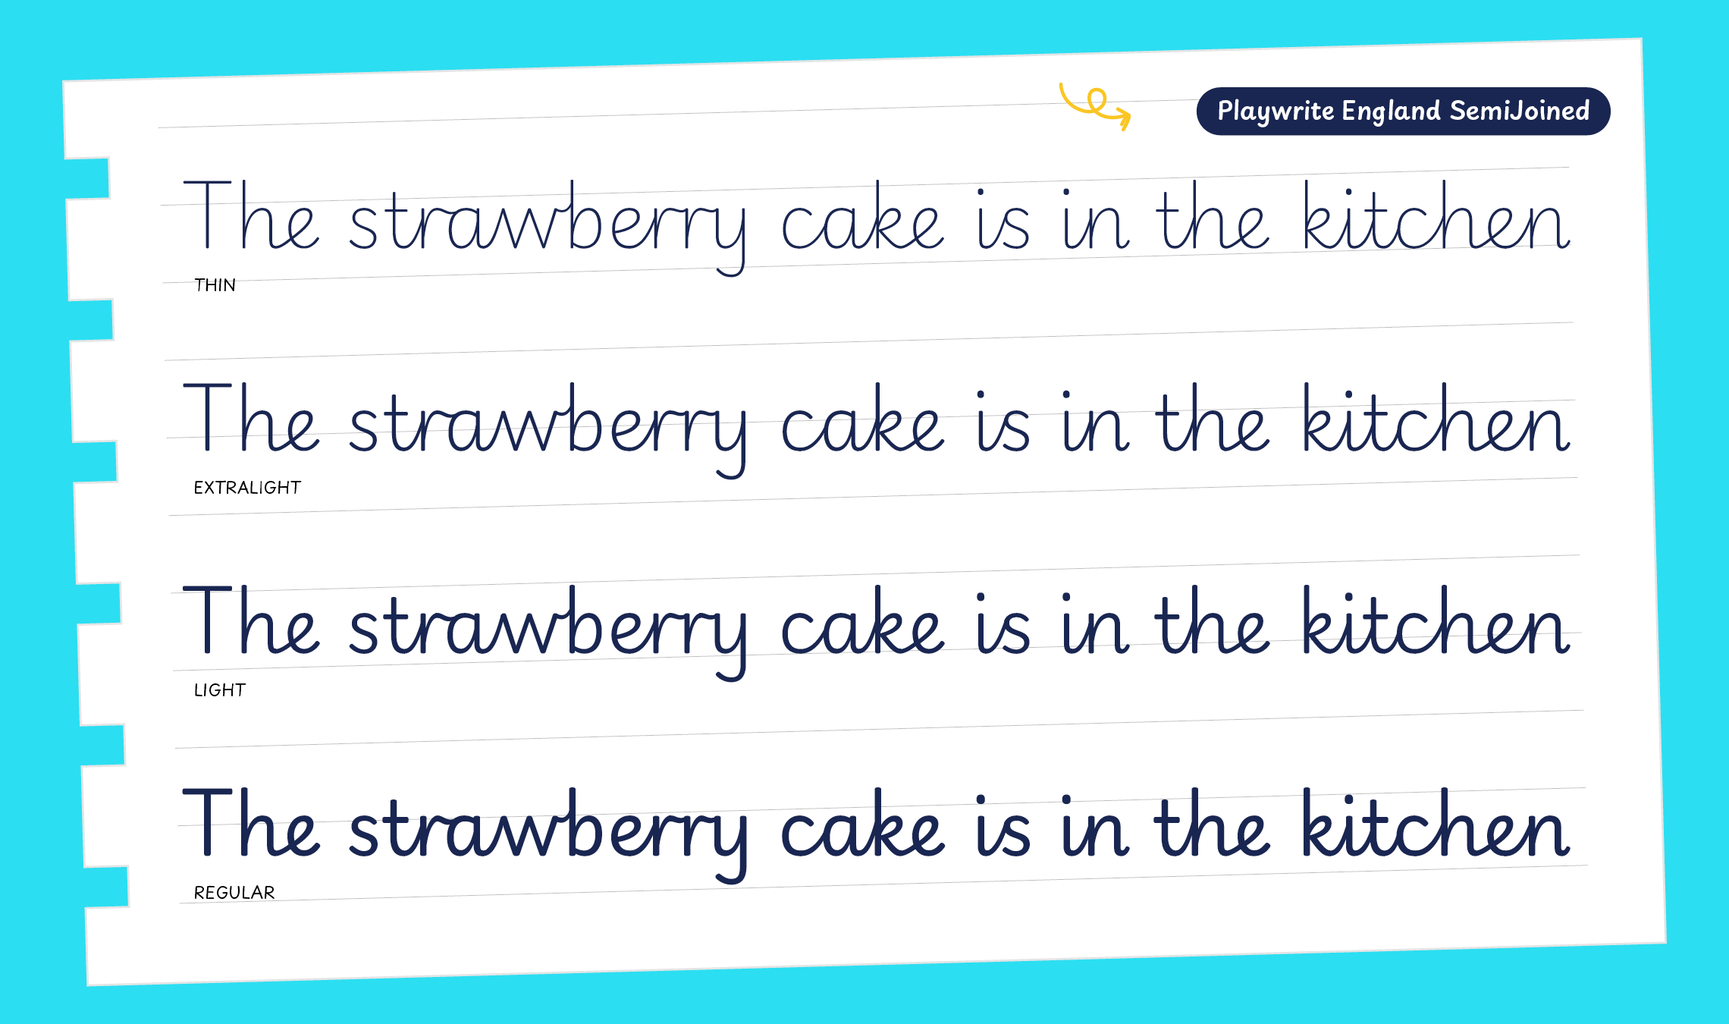 Playwrite England SemiJoined
The strawberry cake is in the kitchen
THIN
The strawberry cake is in the kitchen
EXTRALIGHT
The strawberry cake is in the kitchen
LIGHT
The strawberry cake is in the kitchen
REGULAR